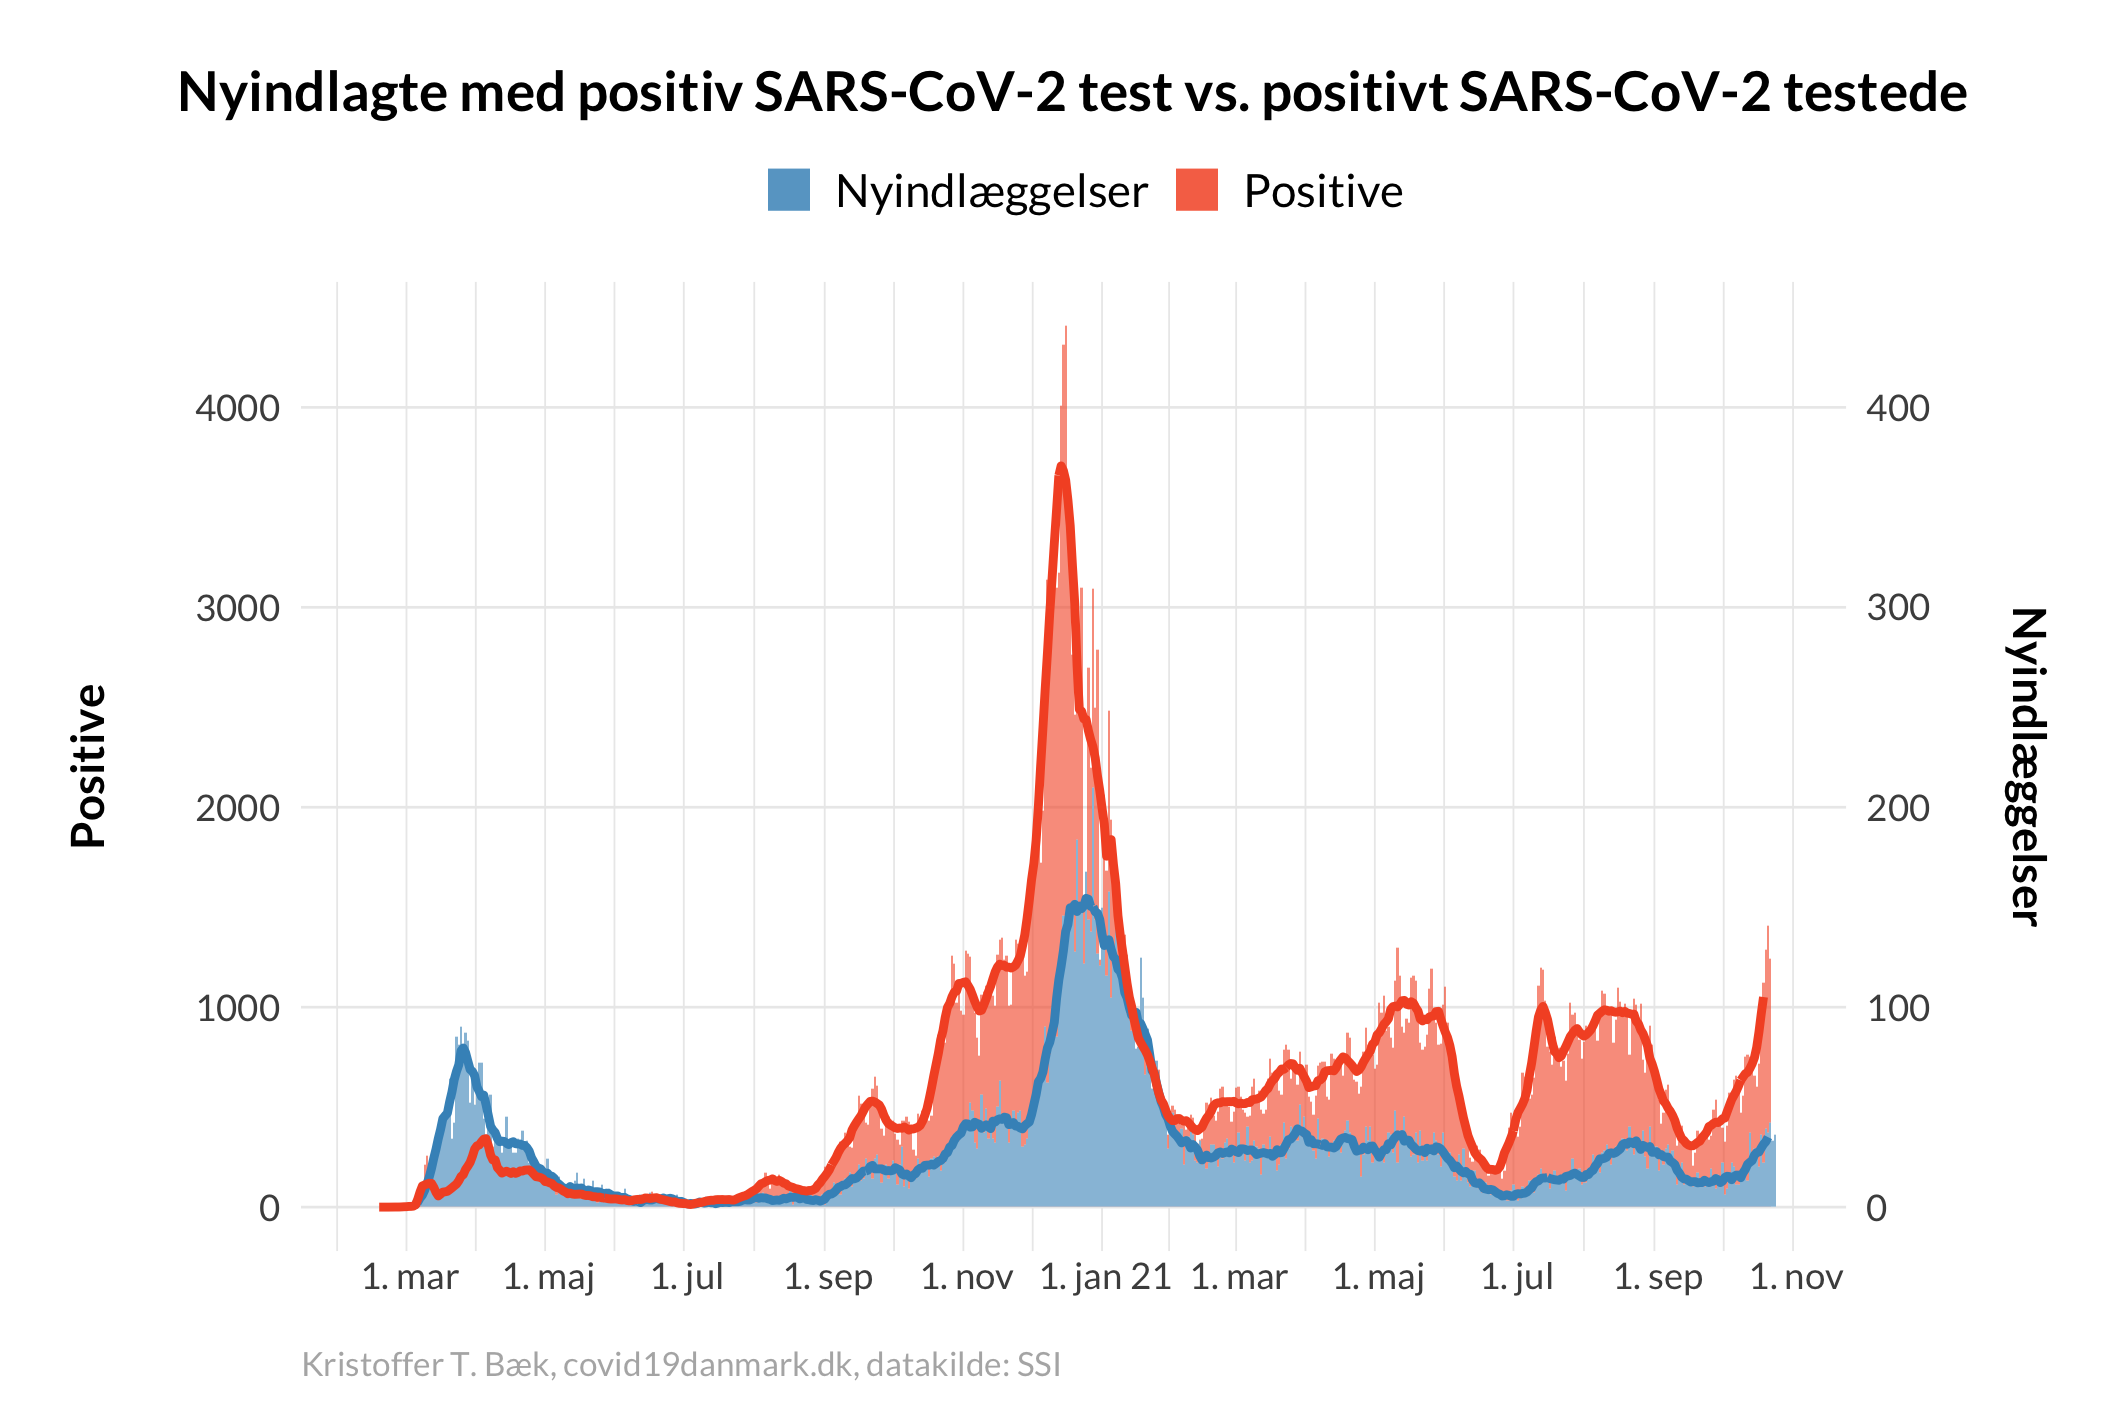 Nyindlagte med positiv SARS-CoV-2 test vs. positivt SARS-CoV-2 testede
Nyindlæggelser Positive
4000 400
3000 300
2000 200
1000 100
0 0
Positive
Nyindlæggelser
1. mar 1. maj 1. jul 1. sep 1. nov 1. jan 21 1. mar 1. maj 1. jul 1. sep 1. nov
Kristoffer T. Bæk, covid19danmark.dk, datakilde: SSI